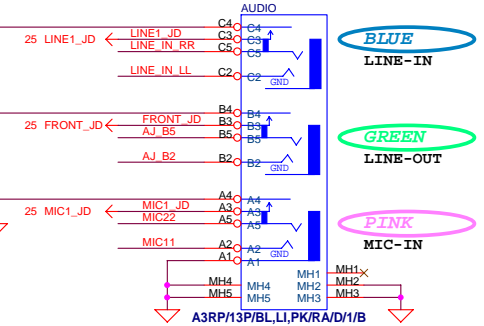 AUDIO
C4 C4
25 LINE1_JD LINE1_JD C3 C3
LINE_IN_RR C5 C5
BLUE
LINE-IN
LINE_IN_LL C2 C2
GND
B4 B4
25 FRONT_JD FRONT_JD B3 B3
AJ_B5 B5 B5
GREEN
LINE-OUT
AJ_B2 B2 B2
GND
A4 A4
25 MIC1_JD MIC1_JD A3 A3
MIC22 A5 A5
PINK
MIC-IN
MIC11 A2 A2
GND
A1 A1
MH1 MH1
MH4 MH4 MH2 MH2
MH5 MH5 MH3 MH3
A3RP/13P/BL,LI,PK/RA/D/1/B